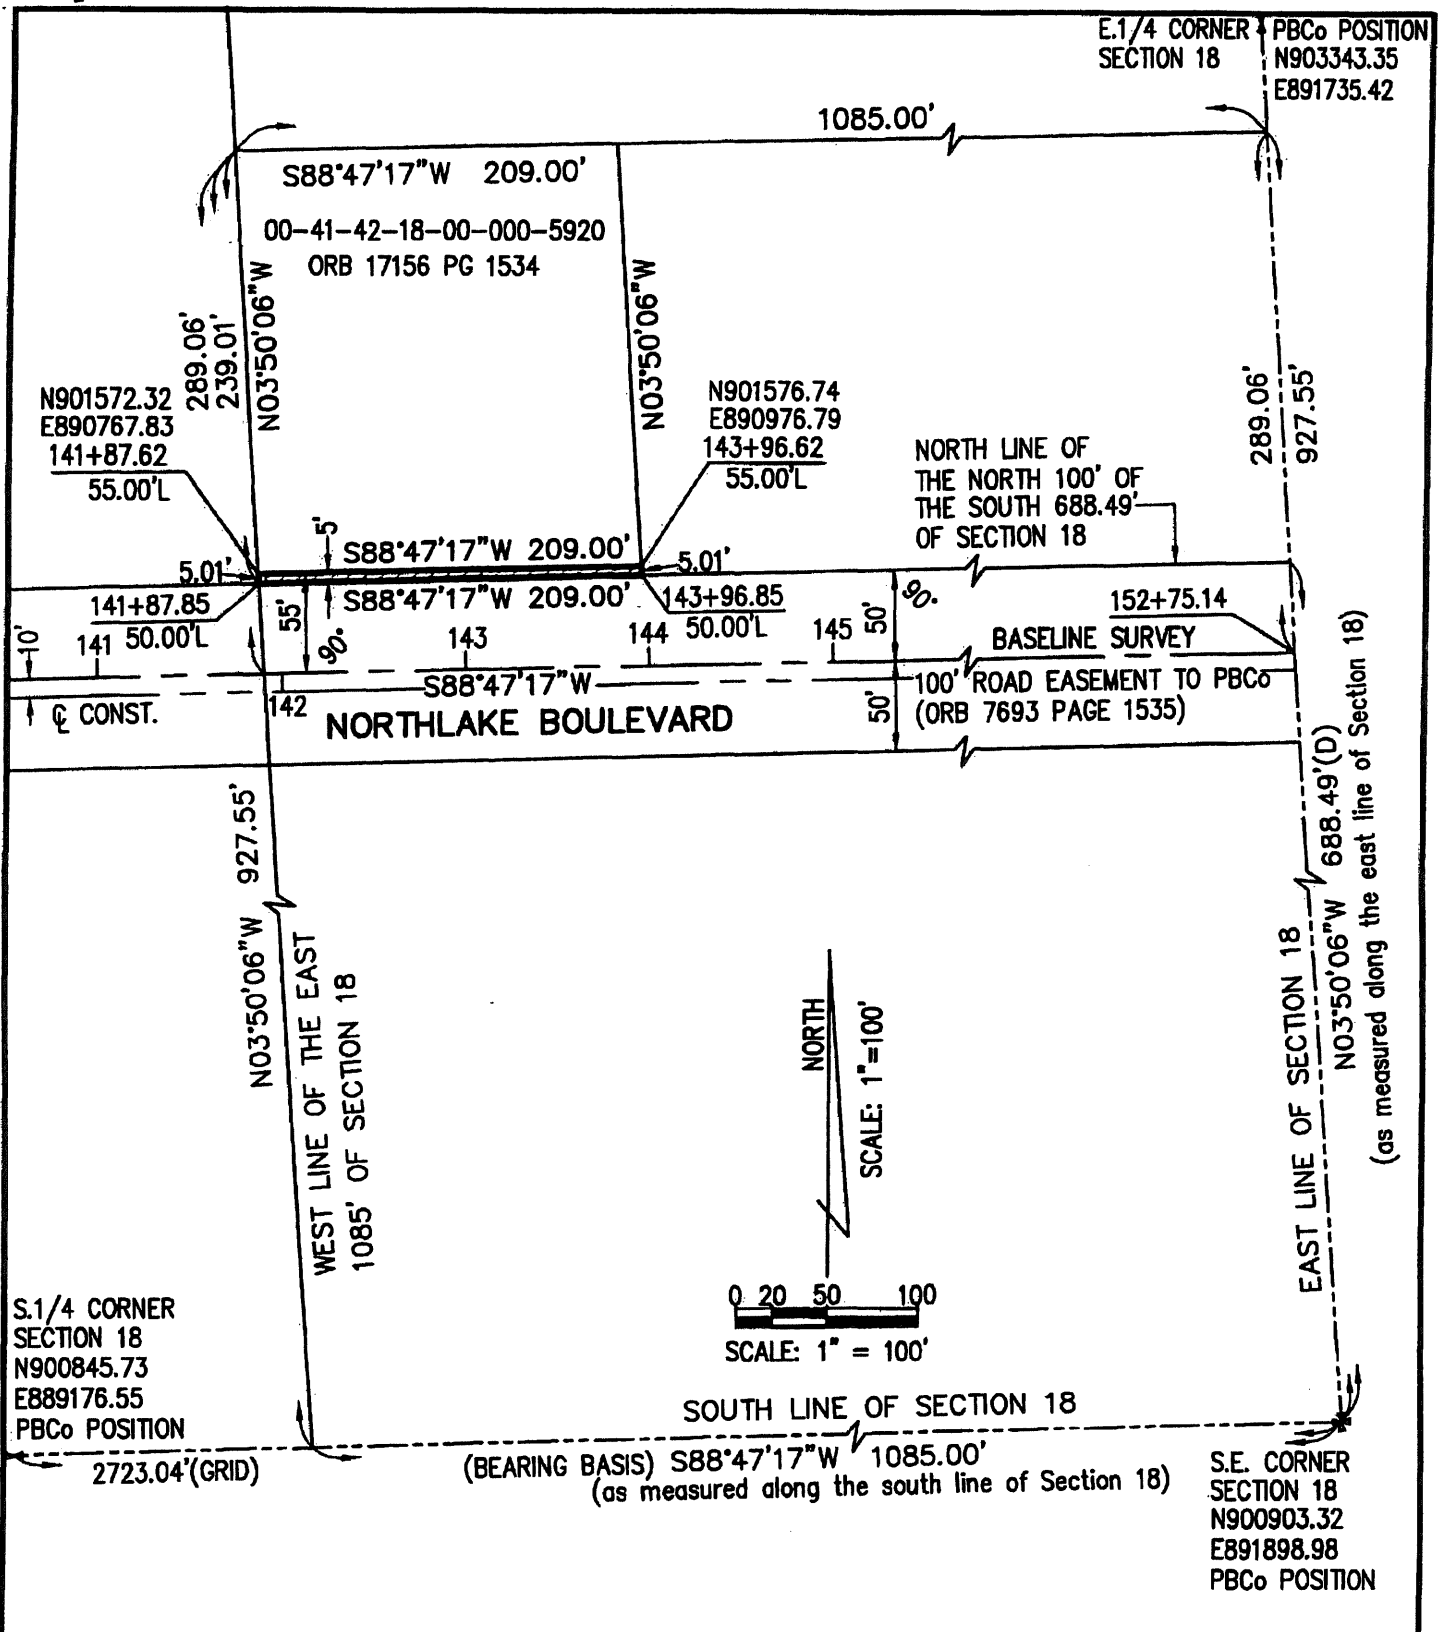 E.1/4 CORNER
SECTION 18
PBCo POSITION
N903343.35
E891735.42
1085.00'
S88°47'17"W 209.00'
00-41-42-18-00-000-5920
ORB 17156 PG 1534
289.06'
239.01'
N03°50'06"W
N03°50'06"W
289.06'
927.55'
N901572.32
E890767.83
141+87.62
55.00'L
N901576.74
E890976.79
143+96.62
55.00'L
NORTH LINE OF
THE NORTH 100' OF
THE SOUTH 688.49'
OF SECTION 18
5'
S88°47'17"W 209.00'
5.01'
5.01'
S88°47'17"W 209.00'
141+87.85
50.00'L
143+96.85
50.00'L
55'
90°
50'
90°
152+75.14
10'
141
143
144
145
BASELINE SURVEY
S88°47'17"W
100' ROAD EASEMENT TO PBCo
(ORB 7693 PAGE 1535)
50'
℄ CONST.
142
NORTHLAKE BOULEVARD
N03°50'06"W 927.55'
WEST LINE OF THE EAST
1085' OF SECTION 18
EAST LINE OF SECTION 18
N03°50'06"W 688.49'(D)
(as measured along the east line of Section 18)
NORTH
SCALE: 1"=100'
0 20 50 100
SCALE: 1" = 100'
S.1/4 CORNER
SECTION 18
N900845.73
E889176.55
PBCo POSITION
2723.04'(GRID)
SOUTH LINE OF SECTION 18
(BEARING BASIS) S88°47'17"W 1085.00'
(as measured along the south line of Section 18)
S.E. CORNER
SECTION 18
N900903.32
E891898.98
PBCo POSITION